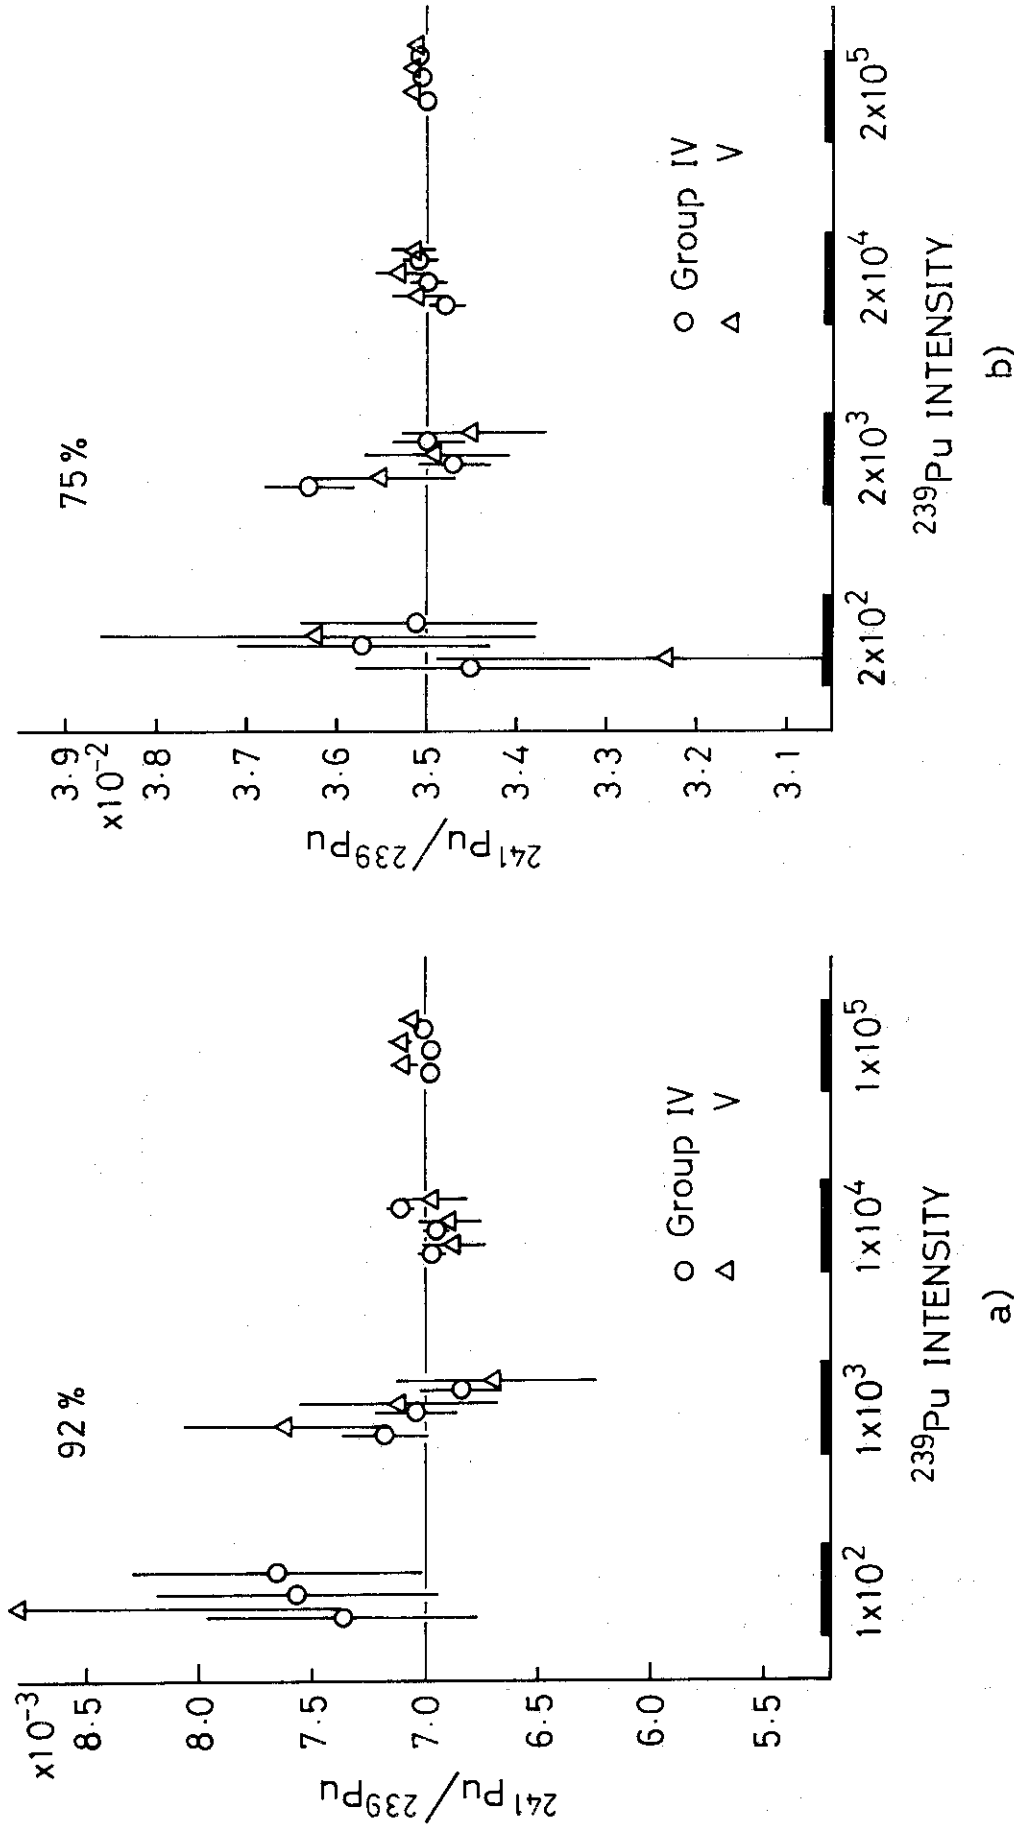 92 %
x10⁻³
8.5
8.0
7.5
7.0
6.5
6.0
5.5
²⁴¹Pu/²³⁹Pu
○ Group IV
△ V
1x10² 1x10³ 1x10⁴ 1x10⁵
²³⁹Pu INTENSITY
a)
75 %
3.9
x10⁻²
3.8
3.7
3.6
3.5
3.4
3.3
3.2
3.1
²⁴¹Pu/²³⁹Pu
○ Group IV
△ V
2x10² 2x10³ 2x10⁴ 2x10⁵
²³⁹Pu INTENSITY
b)